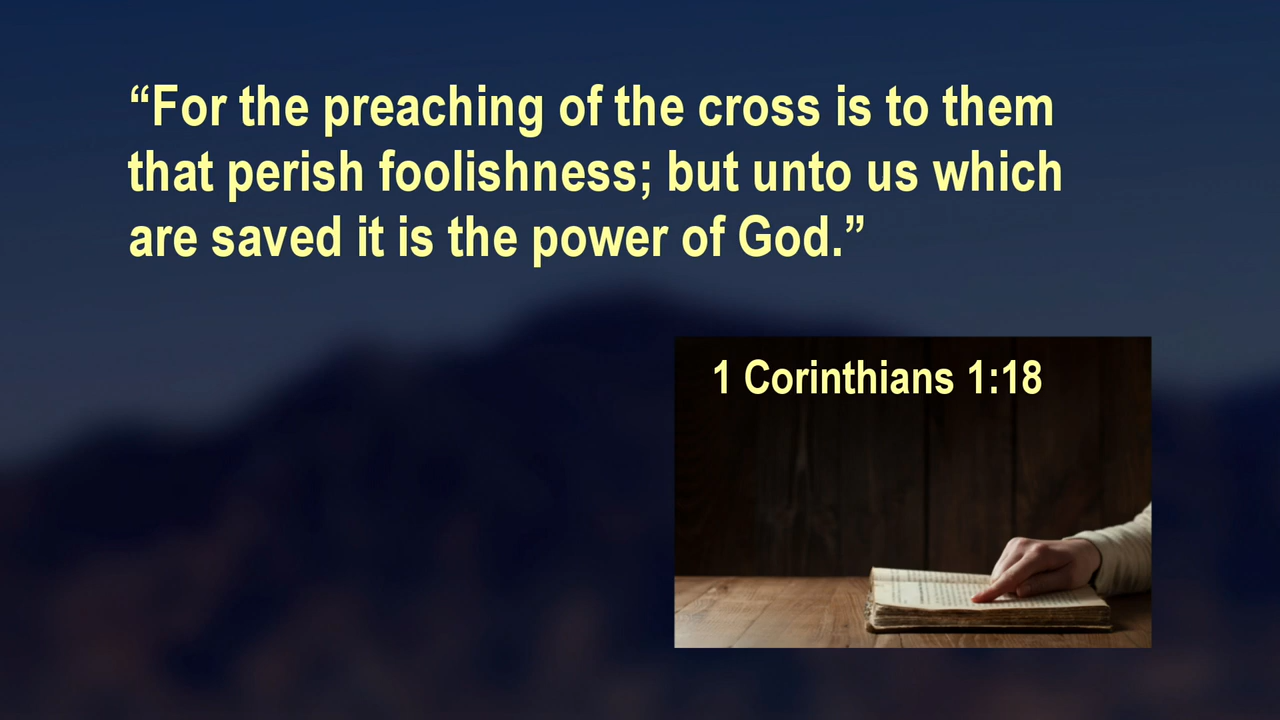 “For the preaching of the cross is to them
that perish foolishness; but unto us which
are saved it is the power of God.”
1 Corinthians 1:18